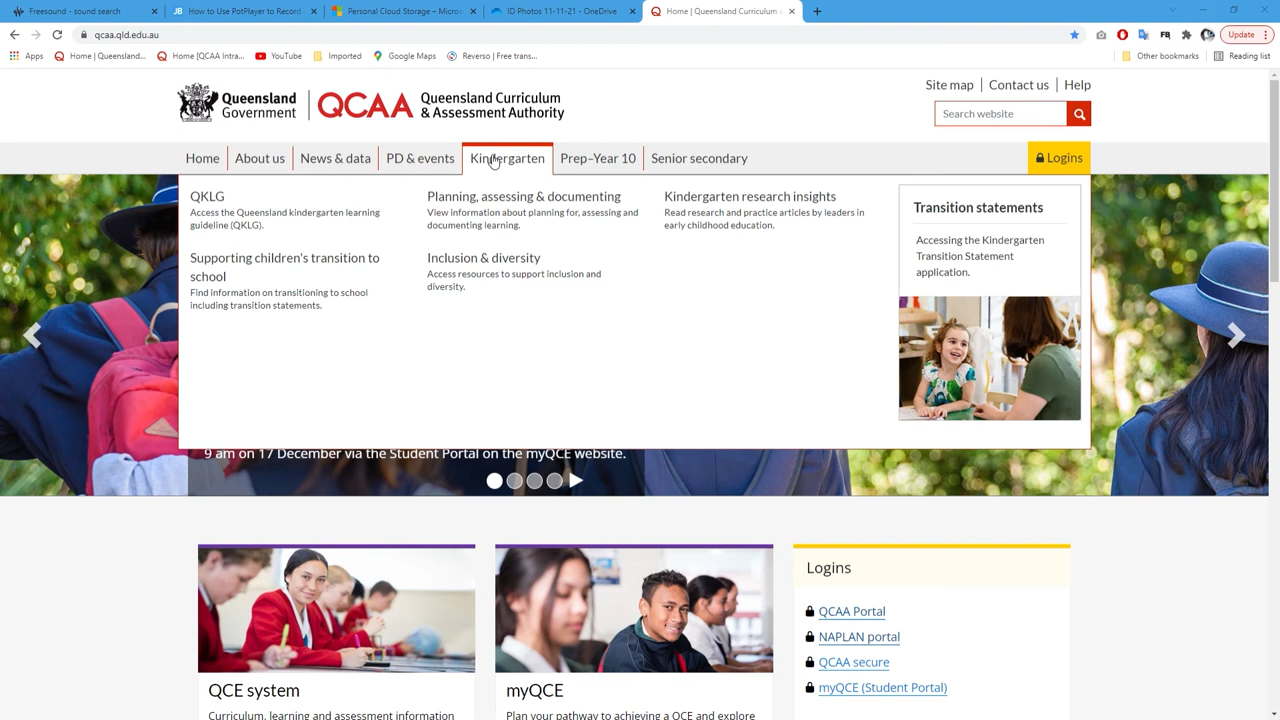 Freesound - sound search
How to Use PotPlayer to Record
Personal Cloud Storage – Micros
ID Photos 11-11-21 - OneDrive
Home | Queensland Curriculum a
qcaa.qld.edu.au
Update
Apps
Home | Queensland...
Home [QCAA Intra...
YouTube
Imported
Google Maps
Reverso | Free trans...
Other bookmarks
Reading list
Queensland
Government
QCAA
Queensland Curriculum
& Assessment Authority
Site map
Contact us
Help
Search website
Home
About us
News & data
PD & events
Kindergarten
Prep–Year 10
Senior secondary
Logins
QKLG
Access the Queensland kindergarten learning
guideline (QKLG).
Supporting children's transition to
school
Find information on transitioning to school
including transition statements.
Planning, assessing & documenting
View information about planning for, assessing and
documenting learning.
Inclusion & diversity
Access resources to support inclusion and
diversity.
Kindergarten research insights
Read research and practice articles by leaders in
early childhood education.
Transition statements
Accessing the Kindergarten
Transition Statement
application.
9 am on 17 December via the Student Portal on the myQCE website.
QCE system
Curriculum, learning and assessment information
myQCE
Plan your pathway to achieving a QCE and explore
Logins
QCAA Portal
NAPLAN portal
QCAA secure
myQCE (Student Portal)